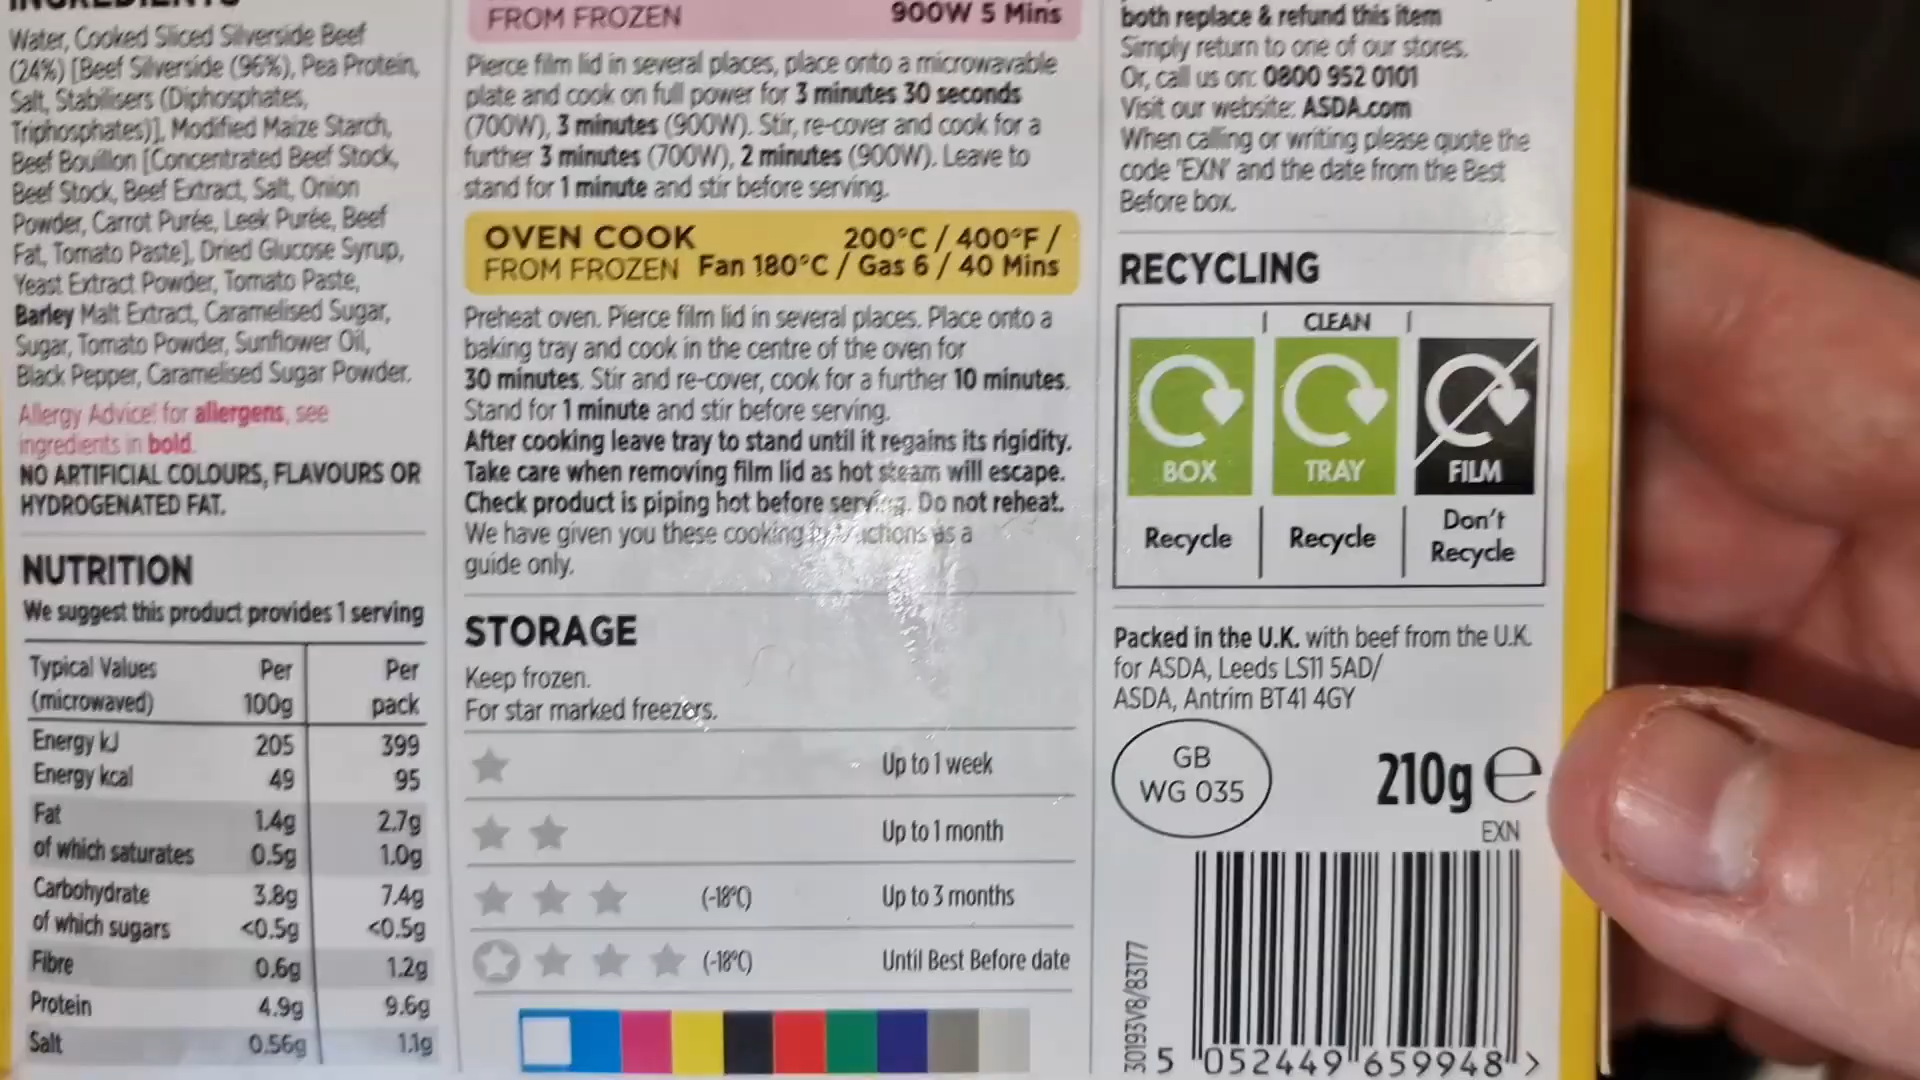 INGREDIENTS
Water, Cooked Sliced Silverside Beef
(24%) [Beef Silverside (96%), Pea Protein,
Salt, Stabilisers (Diphosphates,
Triphosphates)], Modified Maize Starch,
Beef Bouillon [Concentrated Beef Stock,
Beef Stock, Beef Extract, Salt, Onion
Powder, Carrot Purée, Leek Purée, Beef
Fat, Tomato Paste], Dried Glucose Syrup,
Yeast Extract Powder, Tomato Paste,
Barley Malt Extract, Caramelised Sugar,
Sugar, Tomato Powder, Sunflower Oil,
Black Pepper, Caramelised Sugar Powder.
Allergy Advice! for allergens, see
ingredients in bold.
NO ARTIFICIAL COLOURS, FLAVOURS OR
HYDROGENATED FAT.
NUTRITION
We suggest this product provides 1 serving
Typical Values (microwaved) Per 100g Per pack
Energy kJ 205 399
Energy kcal 49 95
Fat 1.4g 2.7g
of which saturates 0.5g 1.0g
Carbohydrate 3.8g 7.4g
of which sugars <0.5g <0.5g
Fibre 0.6g 1.2g
Protein 4.9g 9.6g
Salt 0.56g 1.1g
FROM FROZEN 900W 5 Mins
Pierce film lid in several places, place onto a microwavable
plate and cook on full power for 3 minutes 30 seconds
(700W), 3 minutes (900W). Stir, re-cover and cook for a
further 3 minutes (700W), 2 minutes (900W). Leave to
stand for 1 minute and stir before serving.
OVEN COOK 200°C / 400°F /
FROM FROZEN Fan 180°C / Gas 6 / 40 Mins
Preheat oven. Pierce film lid in several places. Place onto a
baking tray and cook in the centre of the oven for
30 minutes. Stir and re-cover, cook for a further 10 minutes.
Stand for 1 minute and stir before serving.
After cooking leave tray to stand until it regains its rigidity.
Take care when removing film lid as hot steam will escape.
Check product is piping hot before serving. Do not reheat.
We have given you these cooking instructions as a
guide only.
STORAGE
Keep frozen.
For star marked freezers.
Up to 1 week
Up to 1 month
(-18°C) Up to 3 months
(-18°C) Until Best Before date
both replace & refund this item
Simply return to one of our stores.
Or, call us on: 0800 952 0101
Visit our website: ASDA.com
When calling or writing please quote the
code 'EXN' and the date from the Best
Before box.
RECYCLING
CLEAN
BOX TRAY FILM
Recycle Recycle Don't Recycle
Packed in the U.K. with beef from the U.K.
for ASDA, Leeds LS11 5AD/
ASDA, Antrim BT41 4GY
GB
WG 035
210g e
EXN
30193V8/83177
5 052449 659948 >